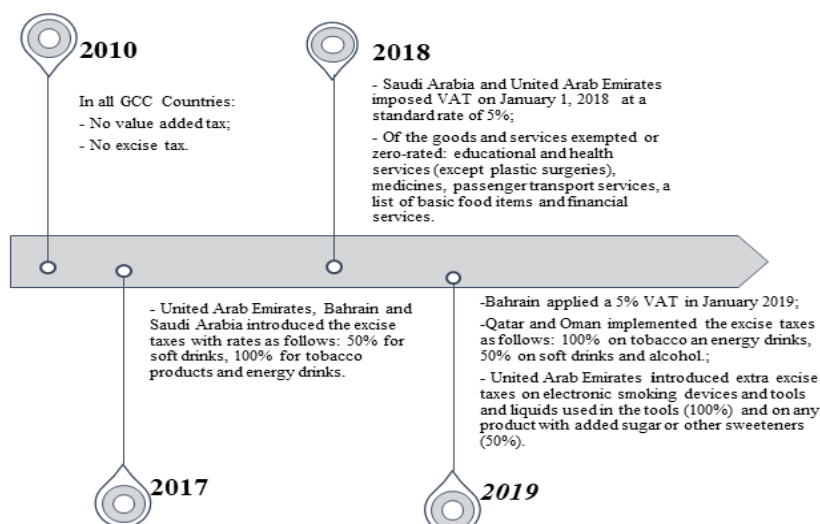 2010
In all GCC Countries:
- No value added tax;
- No excise tax.
2018
- Saudi Arabia and United Arab Emirates
imposed VAT on January 1, 2018 at a
standard rate of 5%;
- Of the goods and services exempted or
zero-rated: educational and health
services (except plastic surgeries),
medicines, passenger transport services, a
list of basic food items and financial
services.
- United Arab Emirates, Bahrain and
Saudi Arabia introduced the excise
taxes with rates as follows: 50% for
soft drinks, 100% for tobacco
products and energy drinks.
2017
-Bahrain applied a 5% VAT in January 2019;
-Qatar and Oman implemented the excise taxes
as follows: 100% on tobacco an energy drinks,
50% on soft drinks and alcohol.;
- United Arab Emirates introduced extra excise
taxes on electronic smoking devices and tools
and liquids used in the tools (100%) and on any
product with added sugar or other sweeteners
(50%).
2019